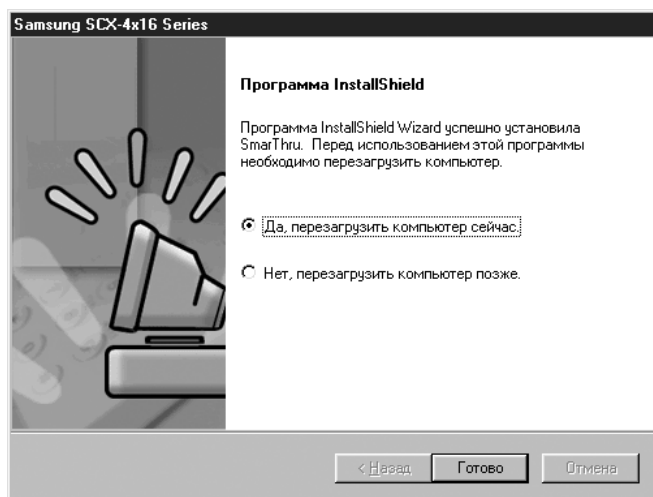 Samsung SCX-4x16 Series
Программа InstallShield
Программа InstallShield Wizard успешно установила
SmarThru. Перед использованием этой программы
необходимо перезагрузить компьютер.
Да, перезагрузить компьютер сейчас.
Нет, перезагрузить компьютер позже.
< Назад
Готово
Отмена